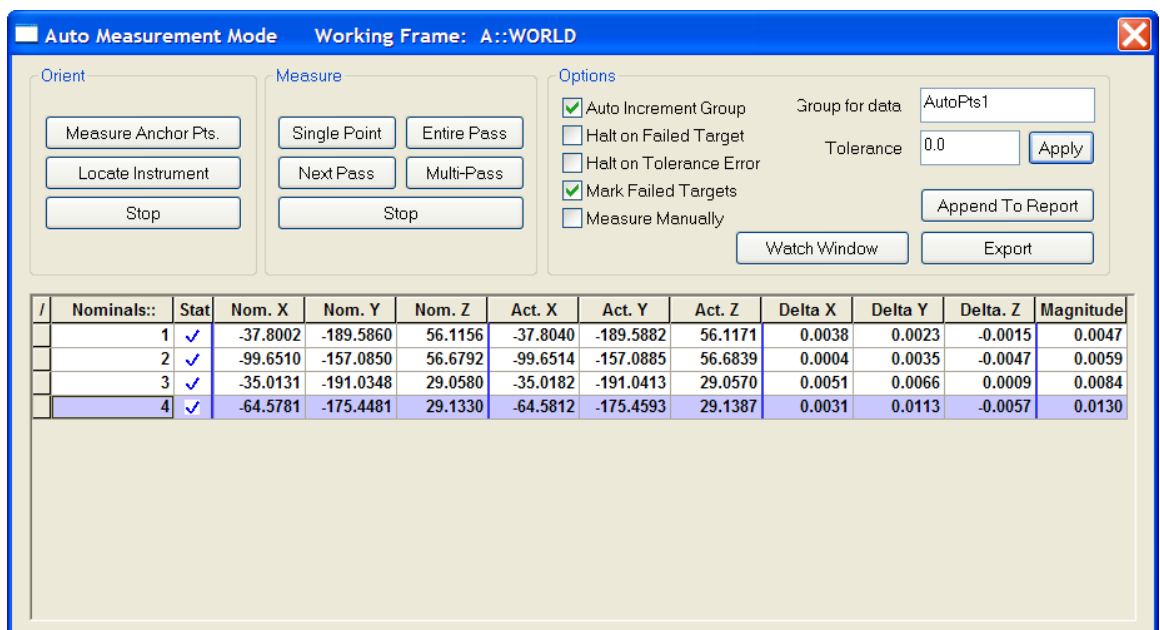 Auto Measurement Mode Working Frame: A::WORLD
Orient
Measure Anchor Pts.
Locate Instrument
Stop
Measure
Single Point Entire Pass
Next Pass Multi-Pass
Stop
Options
Auto Increment Group
Halt on Failed Target
Halt on Tolerance Error
Mark Failed Targets
Measure Manually
Group for data AutoPts1
Tolerance 0.0 Apply
Append To Report
Watch Window Export
/ Nominals:: Stat Nom. X Nom. Y Nom. Z Act. X Act. Y Act. Z Delta X Delta Y Delta. Z Magnitude
1 -37.8002 -189.5860 56.1156 -37.8040 -189.5882 56.1171 0.0038 0.0023 -0.0015 0.0047
2 -99.6510 -157.0850 56.6792 -99.6514 -157.0885 56.6839 0.0004 0.0035 -0.0047 0.0059
3 -35.0131 -191.0348 29.0580 -35.0182 -191.0413 29.0570 0.0051 0.0066 0.0009 0.0084
4 -64.5781 -175.4481 29.1330 -64.5812 -175.4593 29.1387 0.0031 0.0113 -0.0057 0.0130